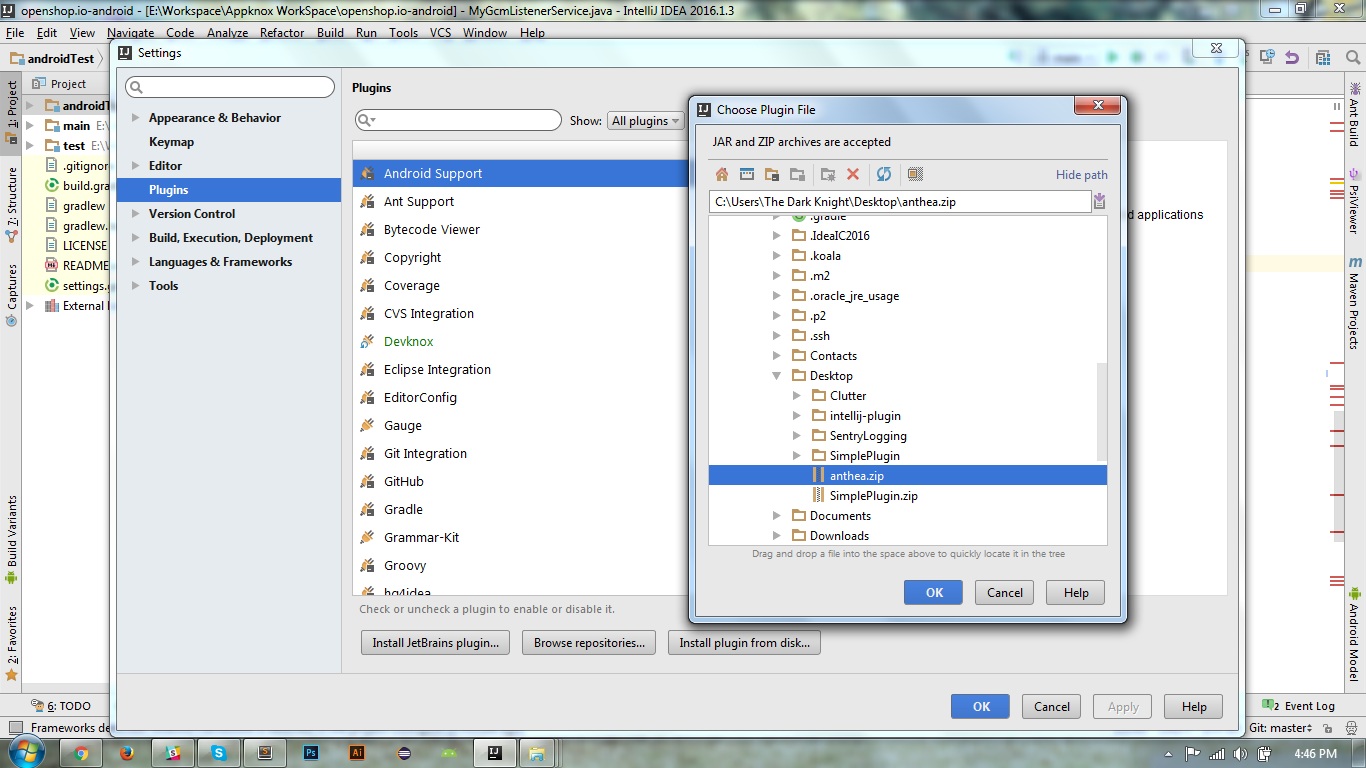 openshop.io-android - [E:\Workspace\Appknox WorkSpace\openshop.io-android] - MyGcmListenerService.java - IntelliJ IDEA 2016.1.3
File Edit View Navigate Code Analyze Refactor Build Run Tools VCS Window Help
androidTest
1: Project
7: Structure
Captures
Build Variants
2: Favorites
Project
androidT
main E:\
test E:\
.gitignor
build.gra
gradlew
gradlew.
LICENSE
README
settings.g
External
Settings
Appearance & Behavior
Keymap
Editor
Plugins
Version Control
Build, Execution, Deployment
Languages & Frameworks
Tools
Plugins
Show: All plugins
Android Support
Ant Support
Bytecode Viewer
Copyright
Coverage
CVS Integration
Devknox
Eclipse Integration
EditorConfig
Gauge
Git Integration
GitHub
Gradle
Grammar-Kit
Groovy
hg4idea
Check or uncheck a plugin to enable or disable it.
Install JetBrains plugin... Browse repositories... Install plugin from disk...
d applications
Choose Plugin File
JAR and ZIP archives are accepted
Hide path
C:\Users\The Dark Knight\Desktop\anthea.zip
.gradle
.IdeaIC2016
.koala
.m2
.oracle_jre_usage
.p2
.ssh
Contacts
Desktop
Clutter
intellij-plugin
SentryLogging
SimplePlugin
anthea.zip
SimplePlugin.zip
Documents
Downloads
Drag and drop a file into the space above to quickly locate it in the tree
OK Cancel Help
OK Cancel Apply Help
Ant Build
PsiViewer
Maven Projects
Android Model
6: TODO
2 Event Log
Frameworks de
Git: master
4:46 PM